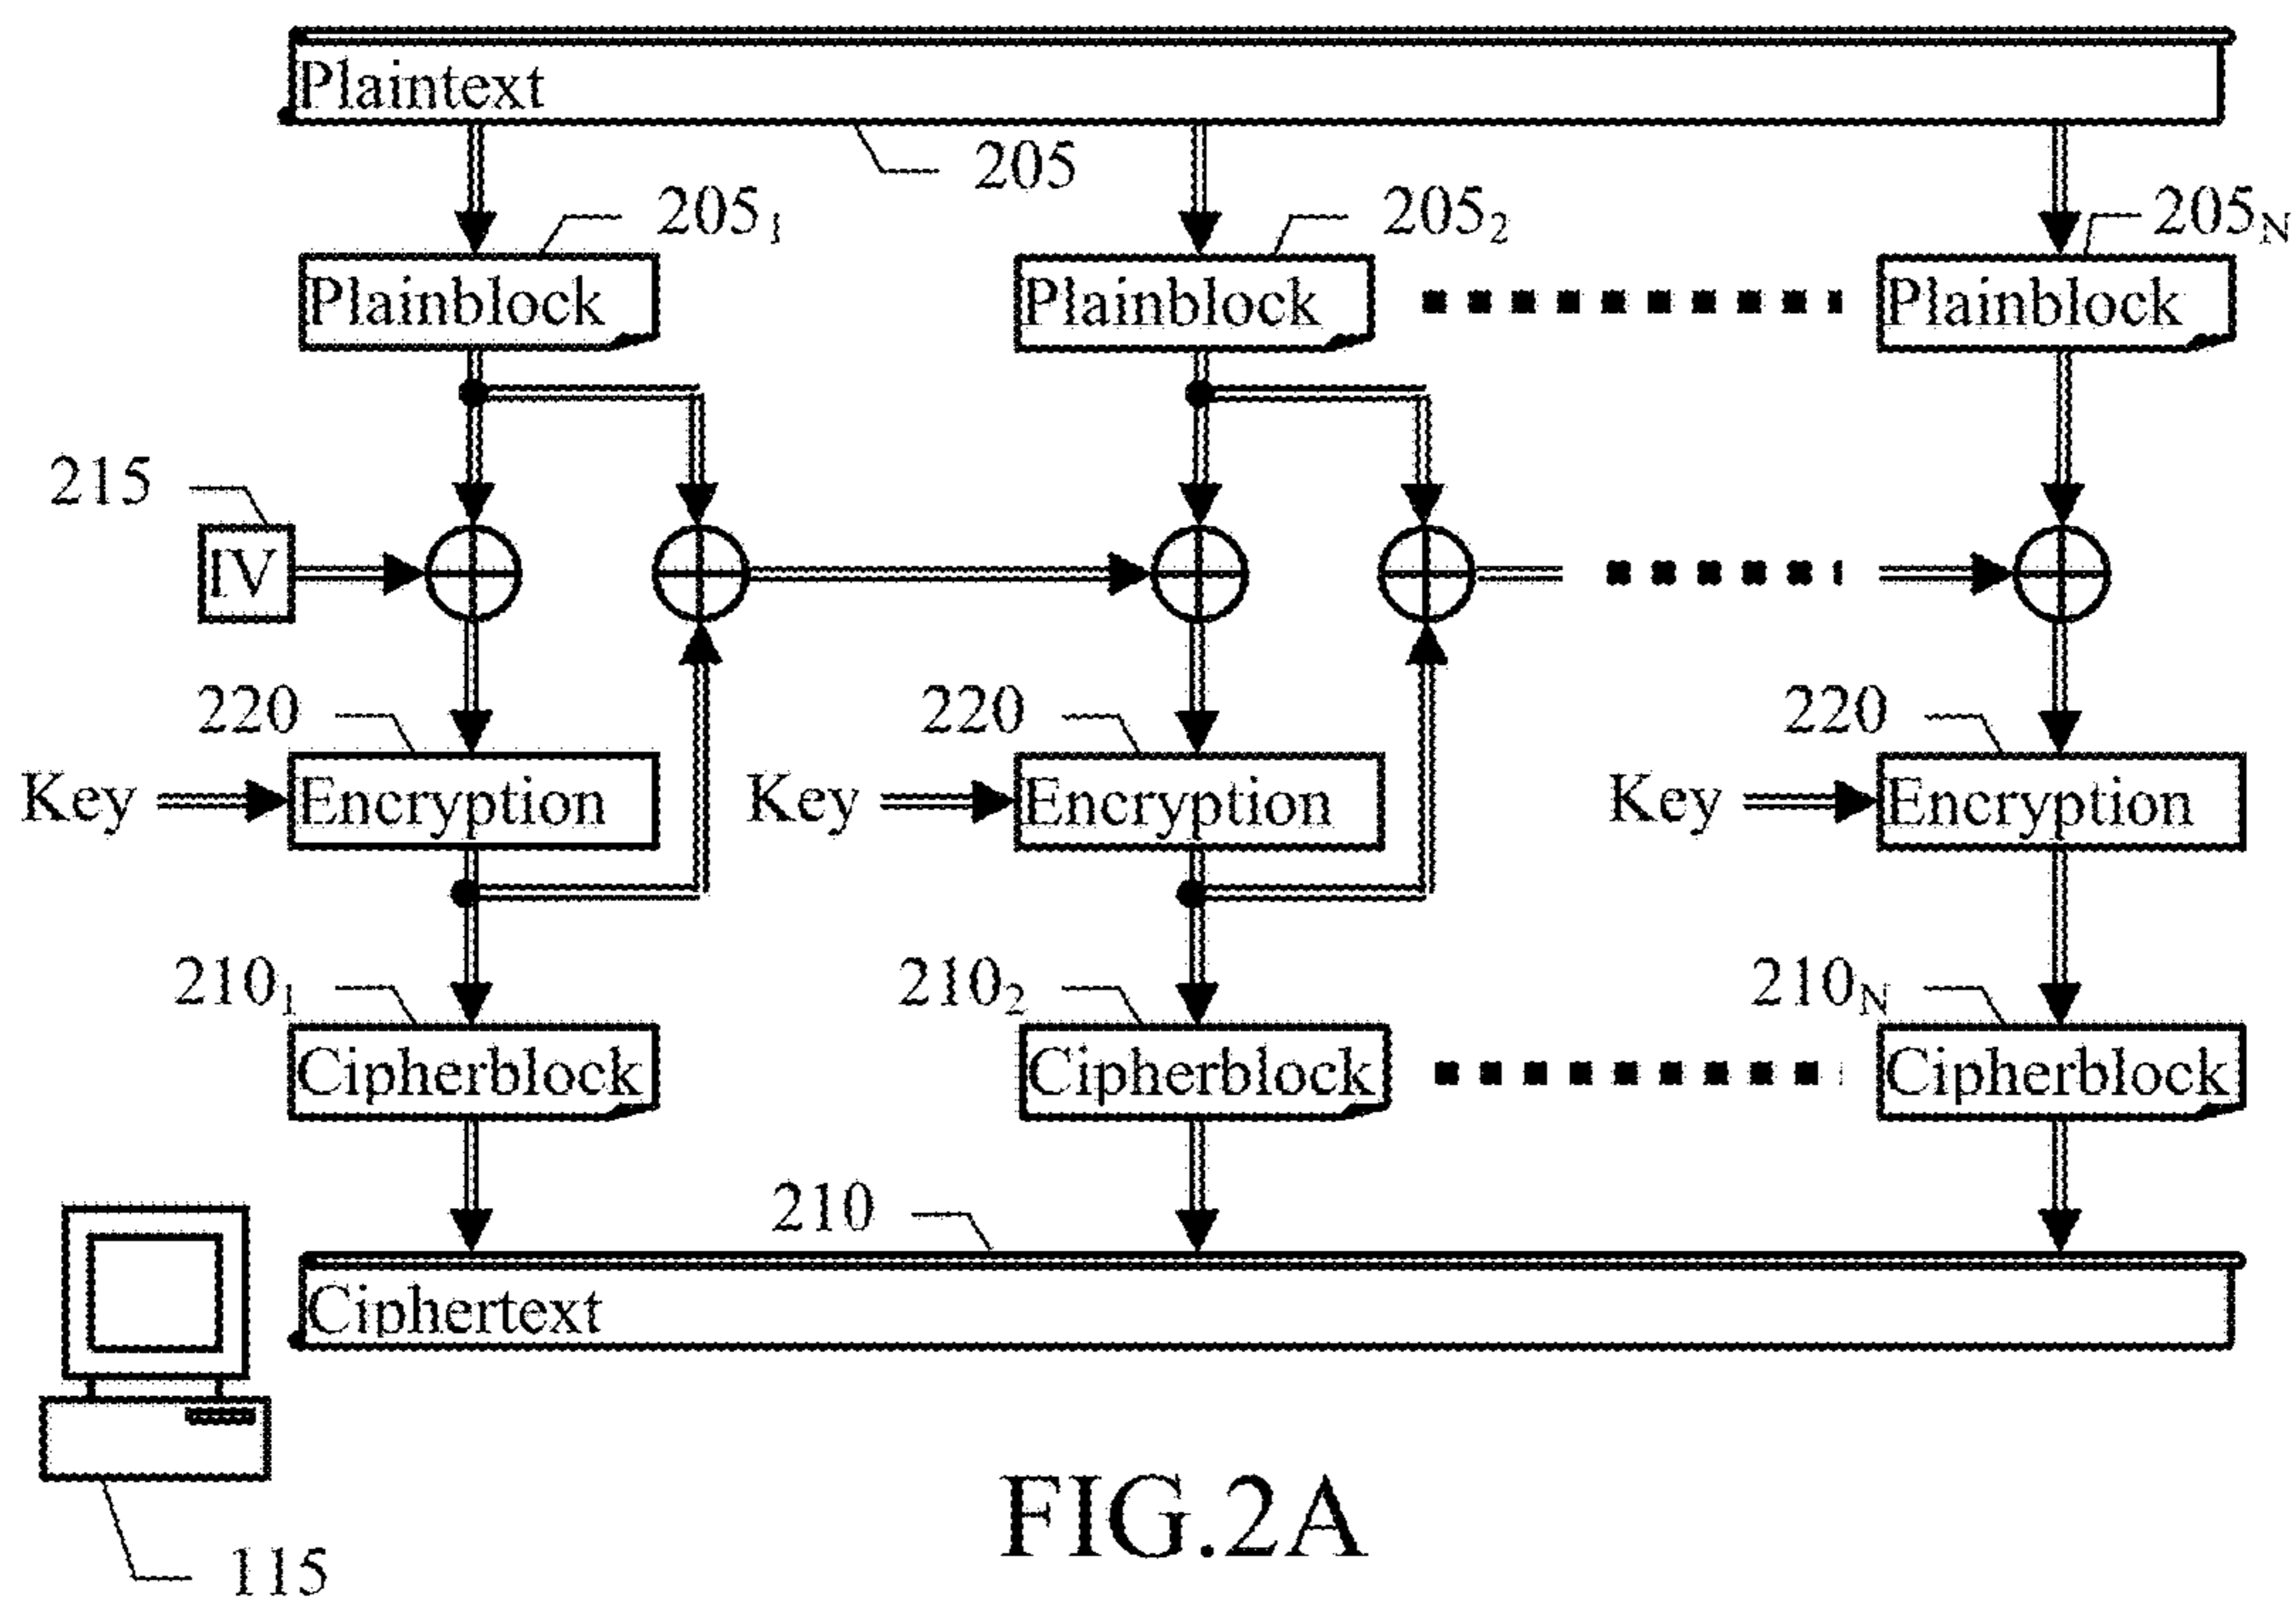 Plaintext
205
205₁ 205₂ 205N
Plainblock Plainblock Plainblock
215
IV
220 220 220
Key Encryption Key Encryption Key Encryption
210₁ 210₂ 210N
Cipherblock Cipherblock Cipherblock
210
Ciphertext
FIG.2A
115